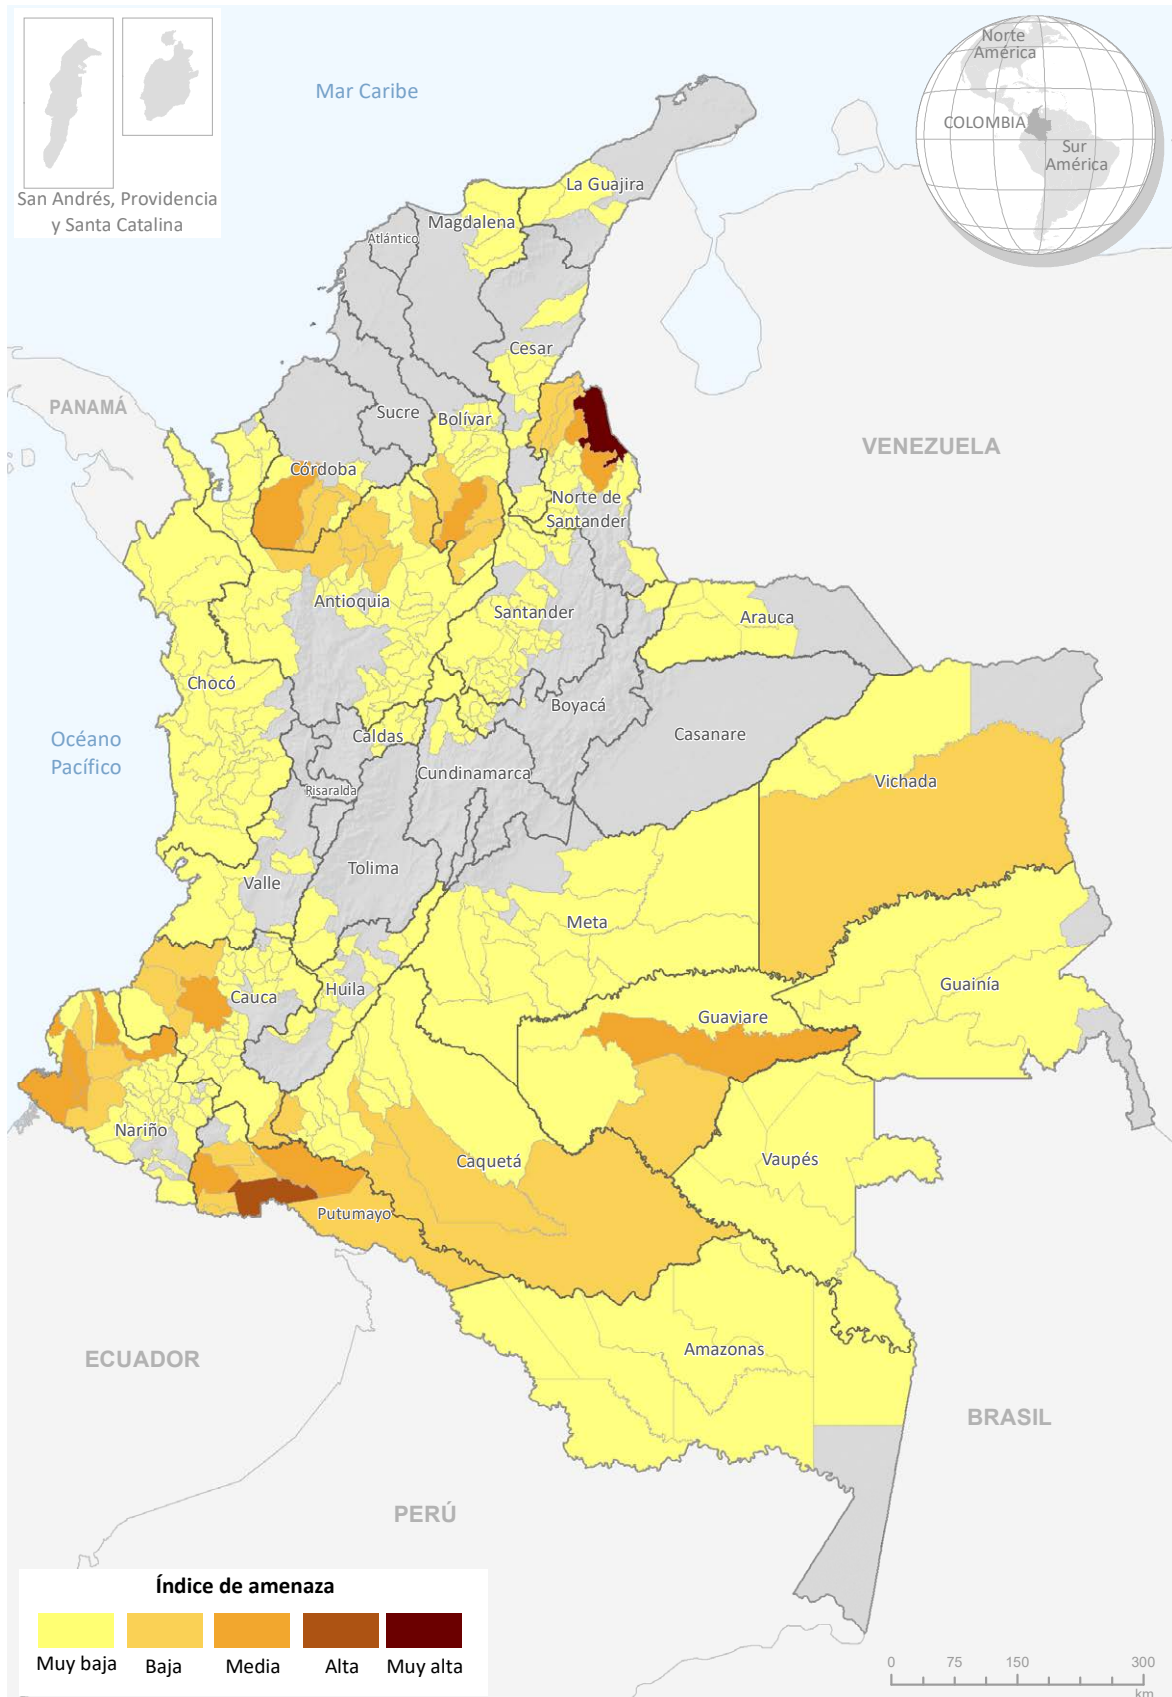 Norte
América
Mar Caribe
COLOMBIA
Sur
América
La Guajira
San Andrés, Providencia
y Santa Catalina
Magdalena
Atlántico
Cesar
PANAMÁ
Sucre
Bolívar
VENEZUELA
Córdoba
Norte de
Santander
Antioquia
Santander
Arauca
Chocó
Boyacá
Océano
Pacífico
Caldas
Casanare
Cundinamarca
Vichada
Risaralda
Tolima
Valle
Meta
Cauca
Huila
Guainía
Guaviare
Nariño
Caquetá
Vaupés
Putumayo
Amazonas
ECUADOR
BRASIL
PERÚ
Índice de amenaza
Muy baja
Baja
Media
Alta
Muy alta
0 75 150 300
km